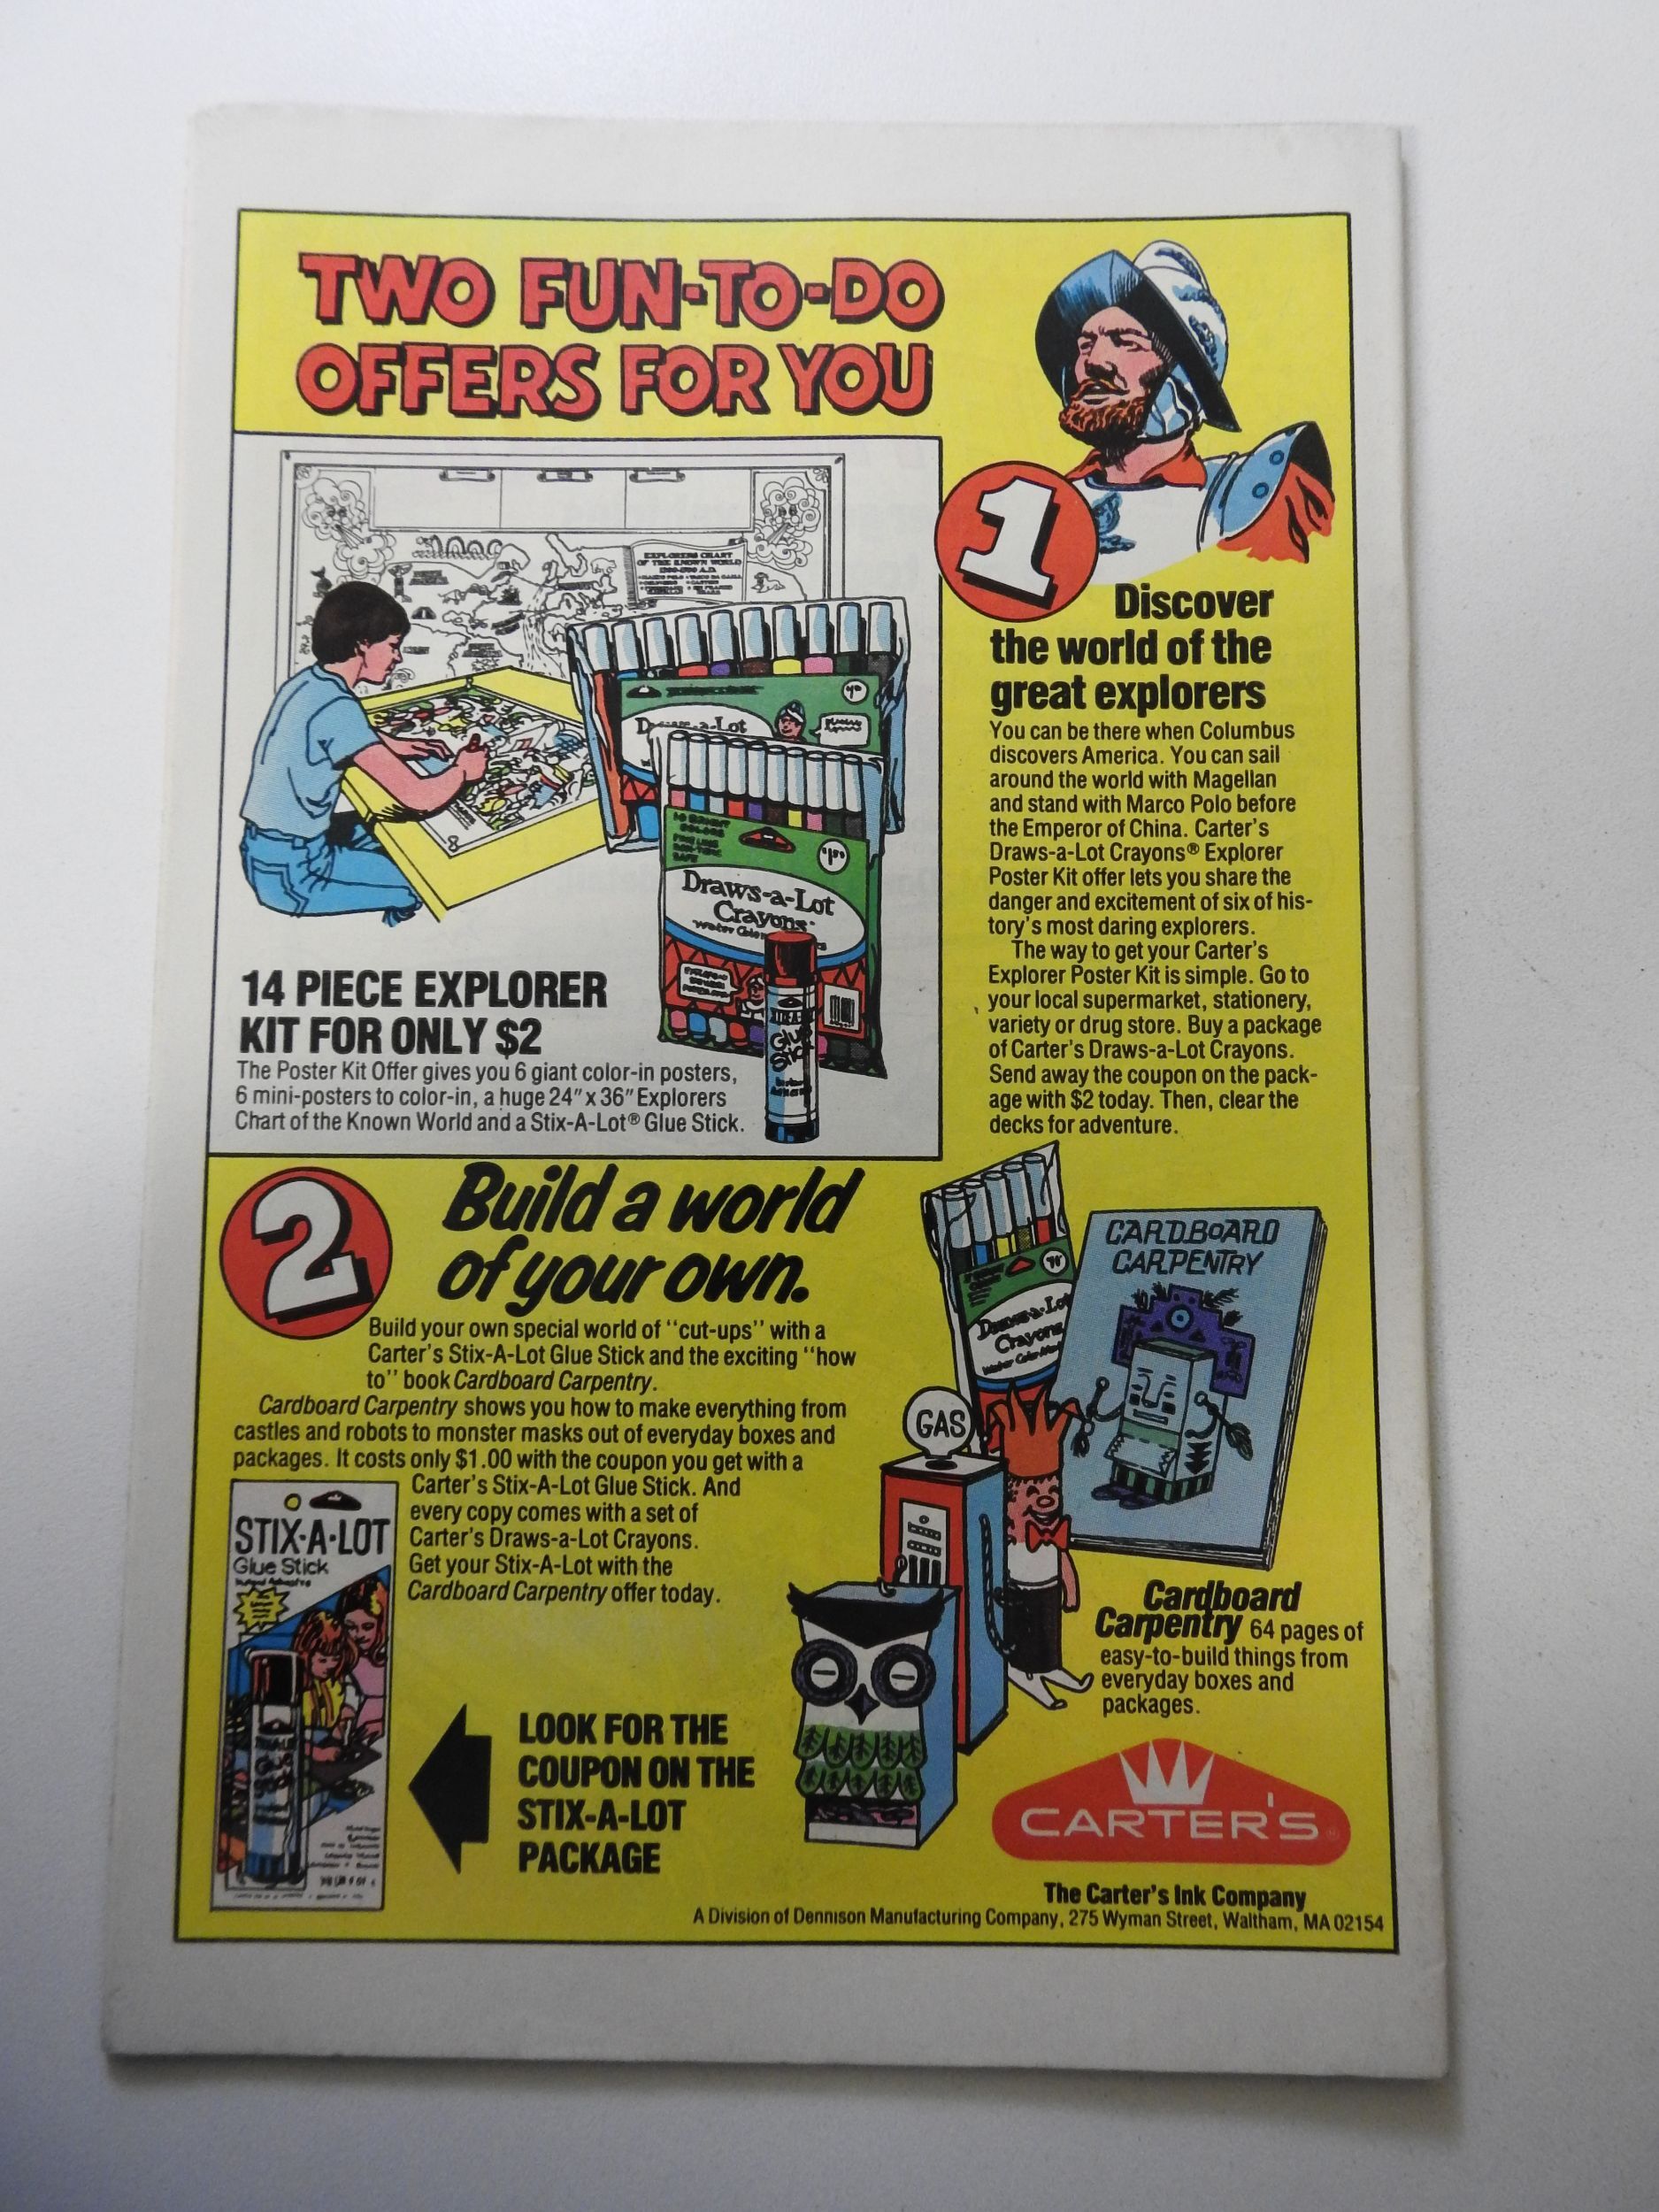 TWO FUN-TO-DO
OFFERS FOR YOU
EXPLORERS CHART
OF THE KNOWN WORLD
1
Discover
the world of the
great explorers
You can be there when Columbus
discovers America. You can sail
around the world with Magellan
and stand with Marco Polo before
the Emperor of China. Carter's
Draws-a-Lot Crayons® Explorer
Poster Kit offer lets you share the
danger and excitement of six of his-
tory's most daring explorers.
The way to get your Carter's
Explorer Poster Kit is simple. Go to
your local supermarket, stationery,
variety or drug store. Buy a package
of Carter's Draws-a-Lot Crayons.
Send away the coupon on the pack-
age with $2 today. Then, clear the
decks for adventure.
8
Draws-a-Lot
Draws-a-Lot
Crayons
Water Color
Glue
14 PIECE EXPLORER
KIT FOR ONLY $2
The Poster Kit Offer gives you 6 giant color-in posters,
6 mini-posters to color-in, a huge 24" x 36" Explorers
Chart of the Known World and a Stix-A-Lot® Glue Stick.
2
Build a world
of your own.
Build your own special world of "cut-ups" with a
Carter's Stix-A-Lot Glue Stick and the exciting "how
to" book Cardboard Carpentry.
Cardboard Carpentry shows you how to make everything from
castles and robots to monster masks out of everyday boxes and
packages. It costs only $1.00 with the coupon you get with a
Carter's Stix-A-Lot Glue Stick. And
every copy comes with a set of
Carter's Draws-a-Lot Crayons.
Get your Stix-A-Lot with the
Cardboard Carpentry offer today.
STIX-A-LOT
Glue Stick
LOOK FOR THE
COUPON ON THE
STIX-A-LOT
PACKAGE
Draws-a-Lot
Crayons
Water Color
CARDBOARD
CARPENTRY
GAS
Cardboard
Carpentry 64 pages of
easy-to-build things from
everyday boxes and
packages.
CARTER'S
The Carter's Ink Company
A Division of Dennison Manufacturing Company, 275 Wyman Street, Waltham, MA 02154